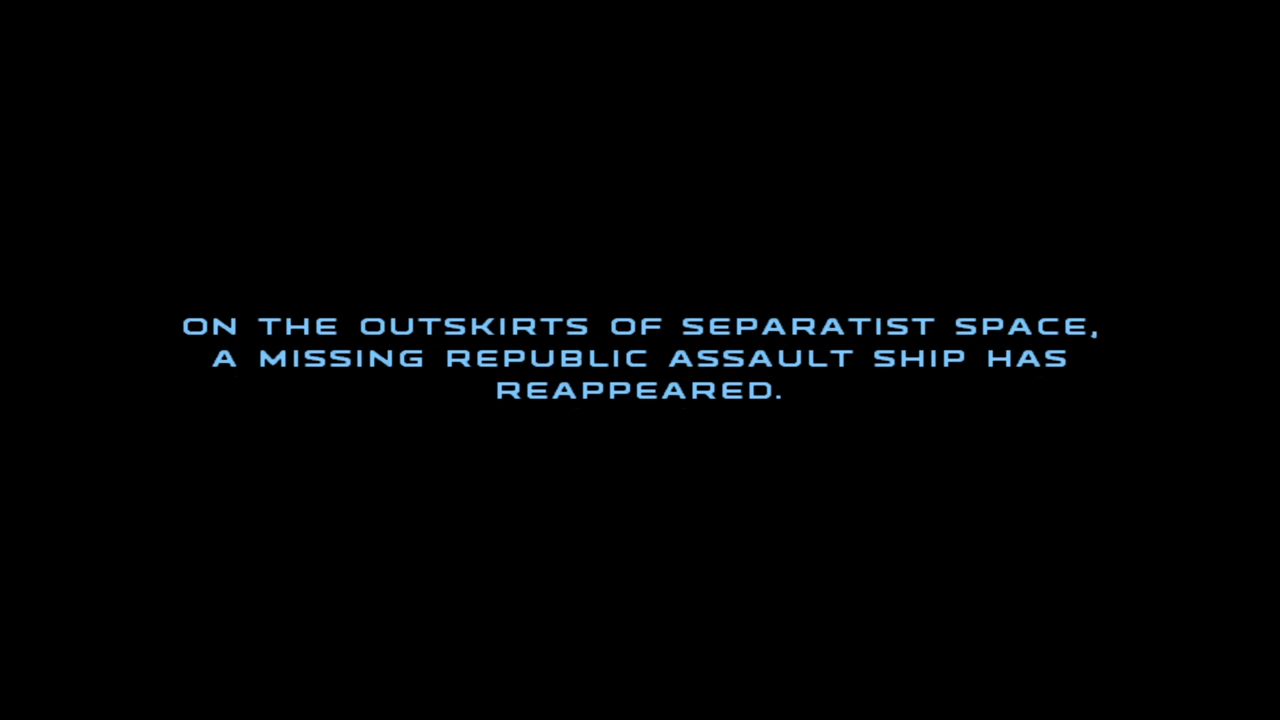 ON THE OUTSKIRTS OF SEPARATIST SPACE,
A MISSING REPUBLIC ASSAULT SHIP HAS
REAPPEARED.